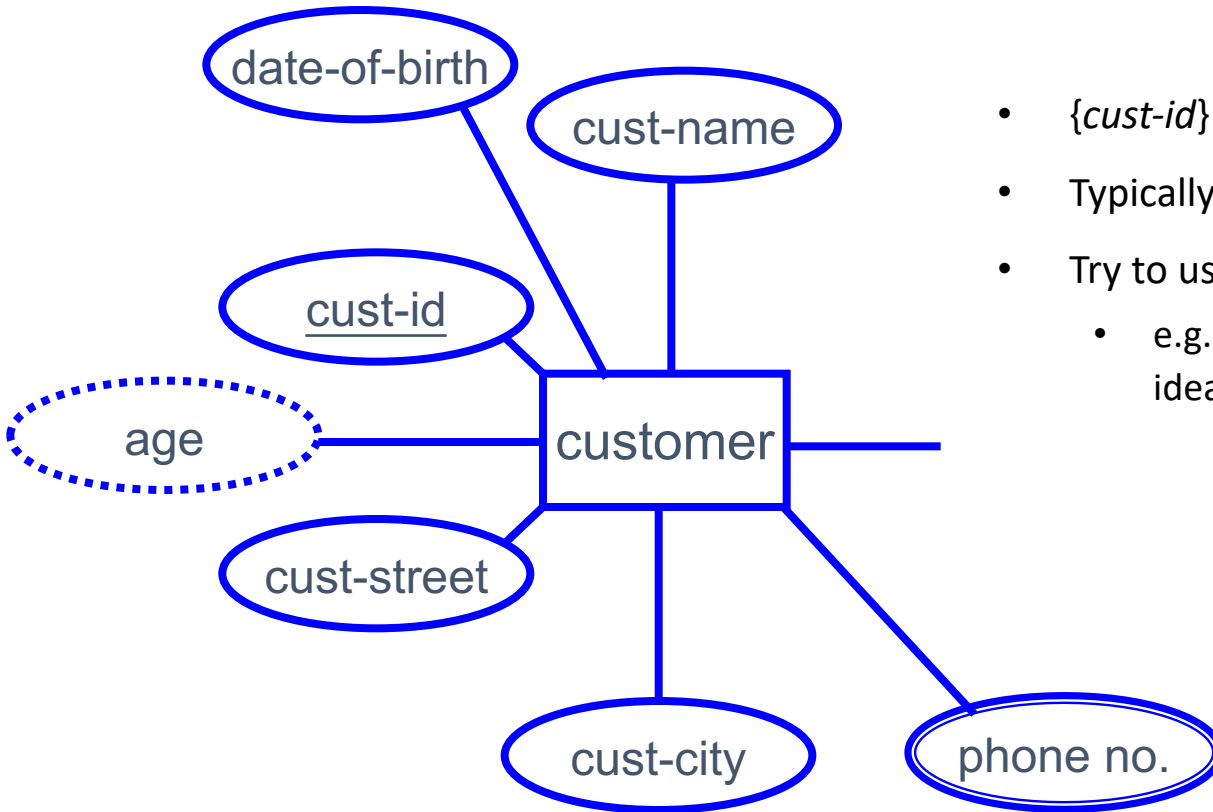 date-of-birth
cust-name
cust-id
age
customer
cust-street
cust-city
phone no.
• {cust-id}
• Typically
• Try to us
• e.g.
idea